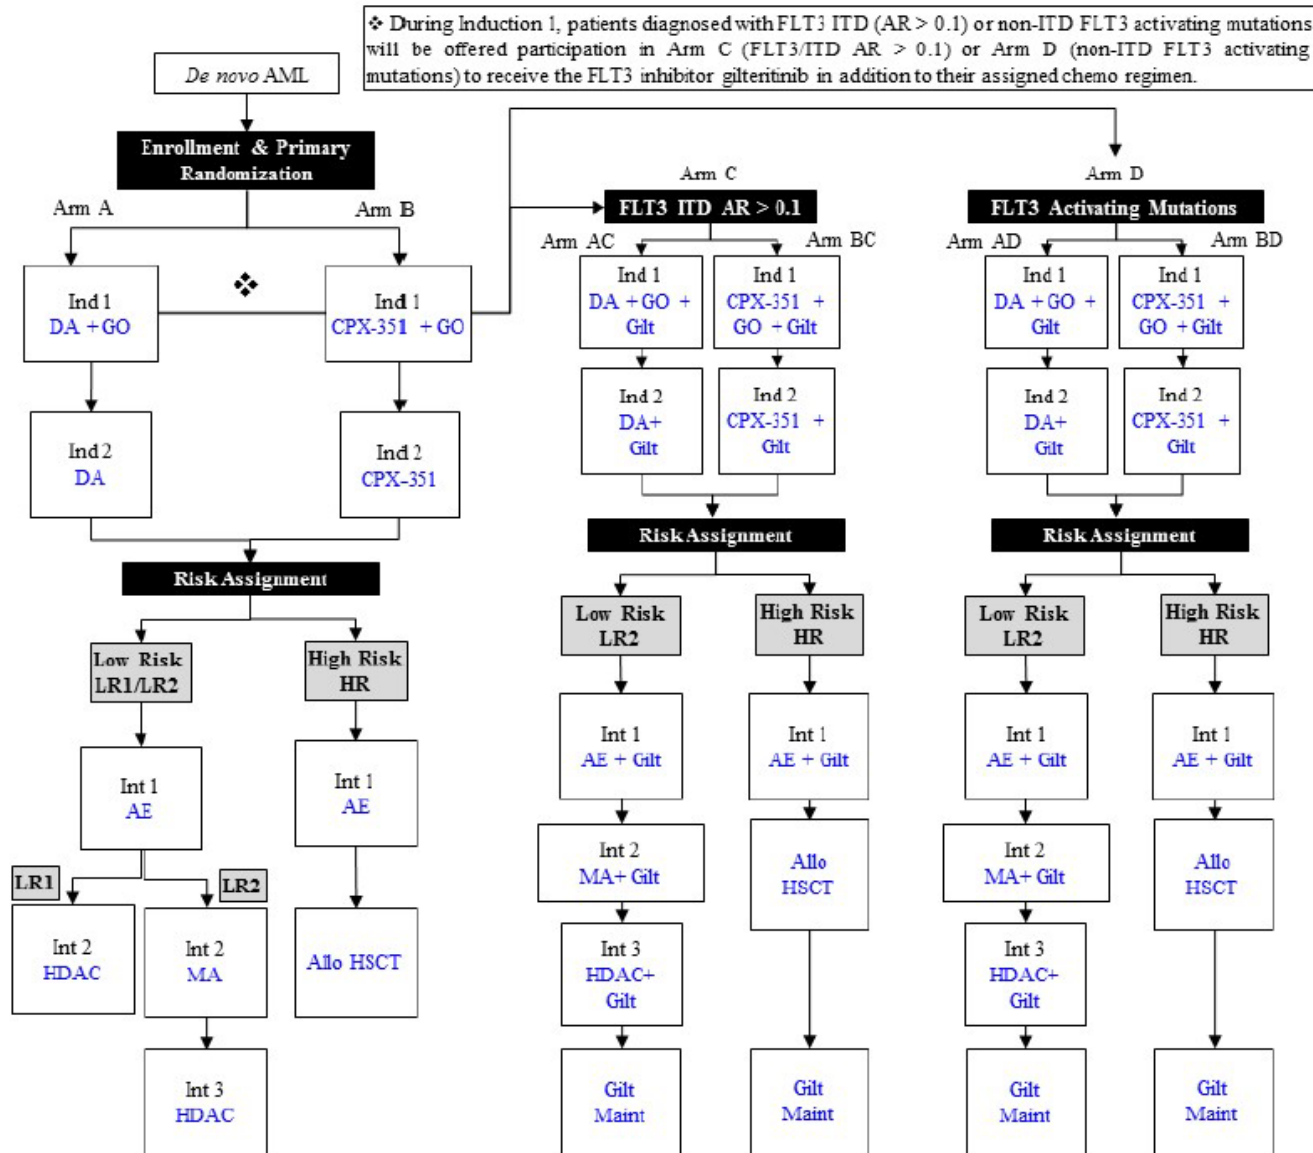 ❖ During Induction 1, patients diagnosed with FLT3 ITD (AR > 0.1) or non-ITD FLT3 activating mutations
will be offered participation in Arm C (FLT3/ITD AR > 0.1) or Arm D (non-ITD FLT3 activating
mutations) to receive the FLT3 inhibitor gilteritinib in addition to their assigned chemo regimen.
De novo AML
Enrollment & Primary
Randomization
Arm A
Arm B
❖
Ind 1
DA + GO
Ind 1
CPX-351 + GO
Ind 2
DA
Ind 2
CPX-351
Risk Assignment
Low Risk
LR1/LR2
High Risk
HR
Int 1
AE
Int 1
AE
LR1
LR2
Int 2
HDAC
Int 2
MA
Allo HSCT
Int 3
HDAC
Arm C
FLT3 ITD AR > 0.1
Arm AC
Arm BC
Ind 1
DA + GO +
Gilt
Ind 1
CPX-351 +
GO + Gilt
Ind 2
DA+
Gilt
Ind 2
CPX-351 +
Gilt
Risk Assignment
Low Risk
LR2
High Risk
HR
Int 1
AE + Gilt
Int 1
AE + Gilt
Int 2
MA+ Gilt
Allo
HSCT
Int 3
HDAC+
Gilt
Gilt
Maint
Gilt
Maint
Arm D
FLT3 Activating Mutations
Arm AD
Arm BD
Ind 1
DA + GO +
Gilt
Ind 1
CPX-351 +
GO + Gilt
Ind 2
DA+
Gilt
Ind 2
CPX-351 +
Gilt
Risk Assignment
Low Risk
LR2
High Risk
HR
Int 1
AE + Gilt
Int 1
AE + Gilt
Int 2
MA+ Gilt
Allo
HSCT
Int 3
HDAC+
Gilt
Gilt
Maint
Gilt
Maint